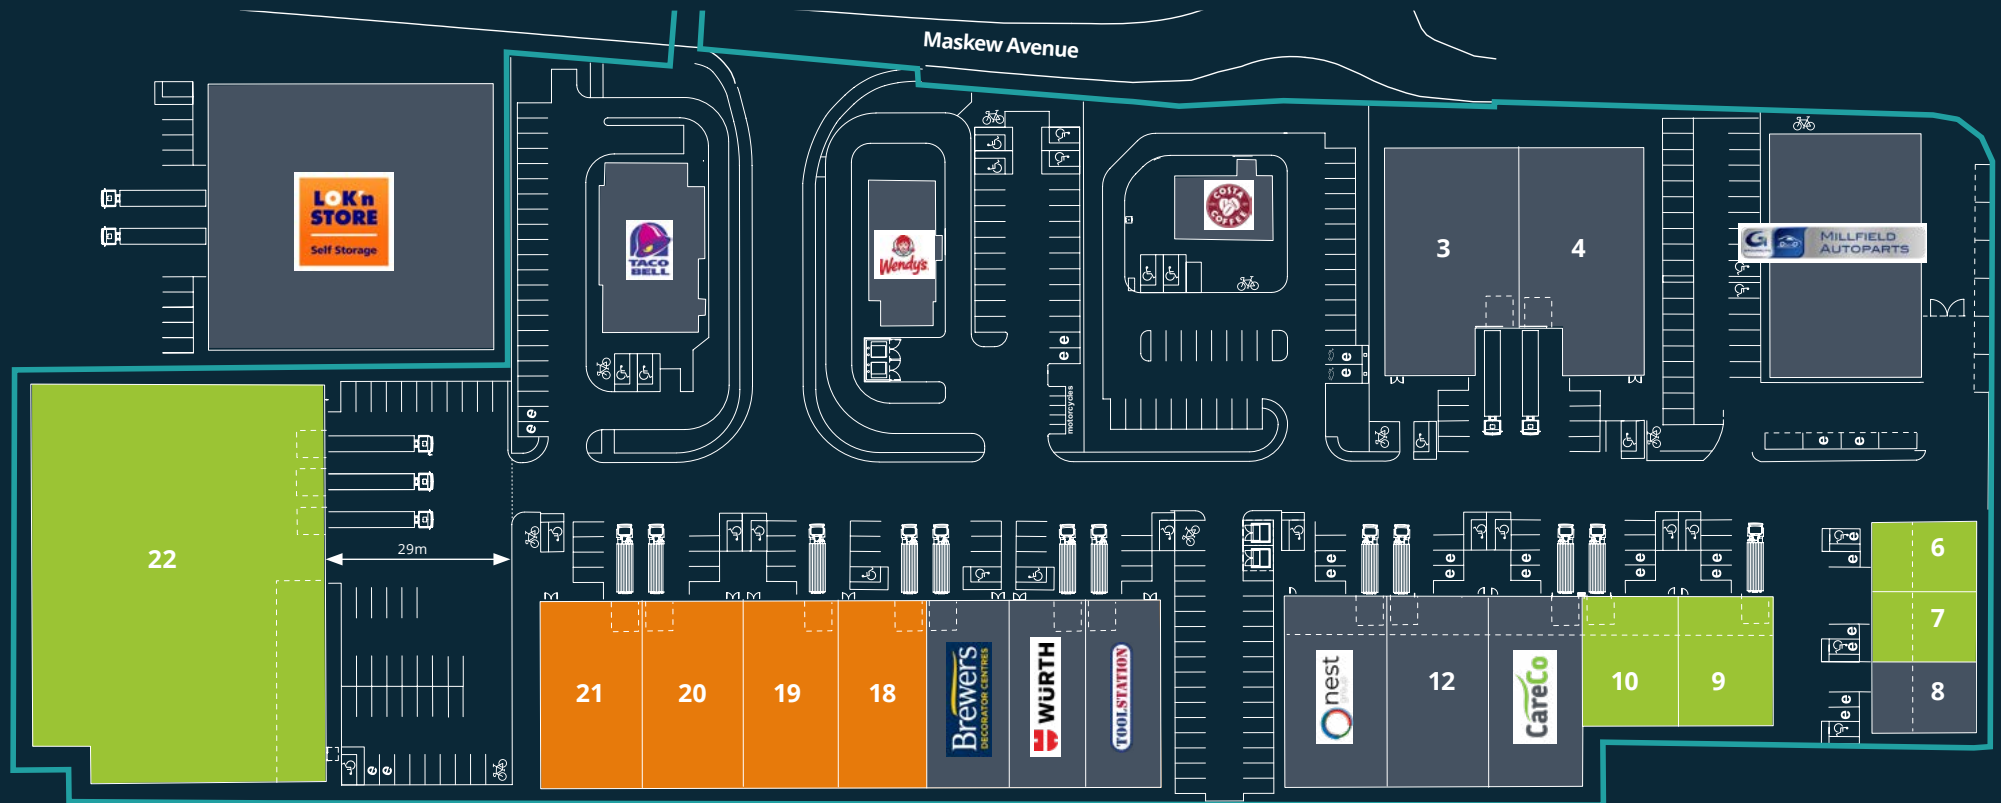 Maskew Avenue
LOK'n
STORE
Self Storage
TACO
BELL
Wendy's
COSTA
COFFEE
3
4
G
MILLFIELD
AUTOPARTS
e
e
e
e
e
e
motorcycles
e
e
22
29m
e
e
21
20
19
18
Brewers
DECORATOR CENTRES
WÜRTH
TOOLSTATION
e
e
e
e
e
e
e
e
e
e
nest
12
CareCo
10
9
e
e
e
e
e
e
6
7
8